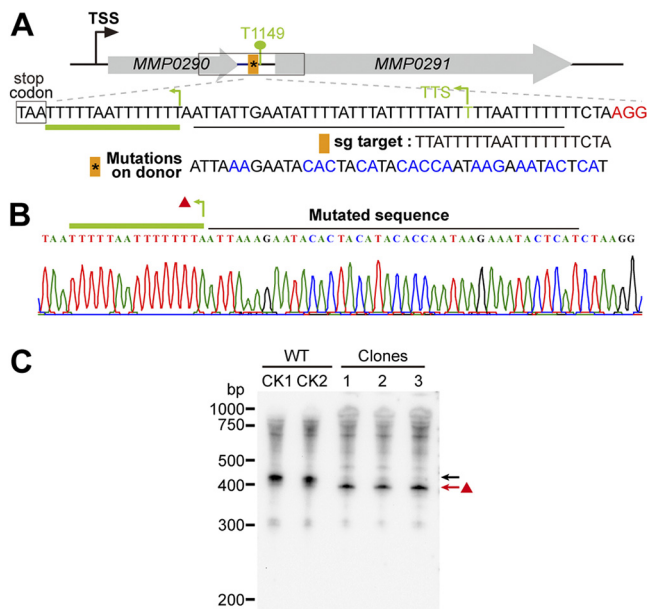 A
TSS
T1149
MMP0290
*
MMP0291
stop codon
TTS
TAATTTTTAATTTTTTTAATTATTGAATATTTTATTTATTTTTATTTTTAATTTTTTTCTAAGG
sg target : TTATTTTTAATTTTTTTCTA
* Mutations on donor
ATTAAAGAATACACTACATACACCAATAAGAAATACTCAT
B
Mutated sequence
TAATTTTTAATTTTTTTAATTAAAGAATACACTACATACACCAATAAGAAATACTCATCTAAGG
C
WT Clones
bp CK1 CK2 1 2 3
1000
750
500
400
300
200